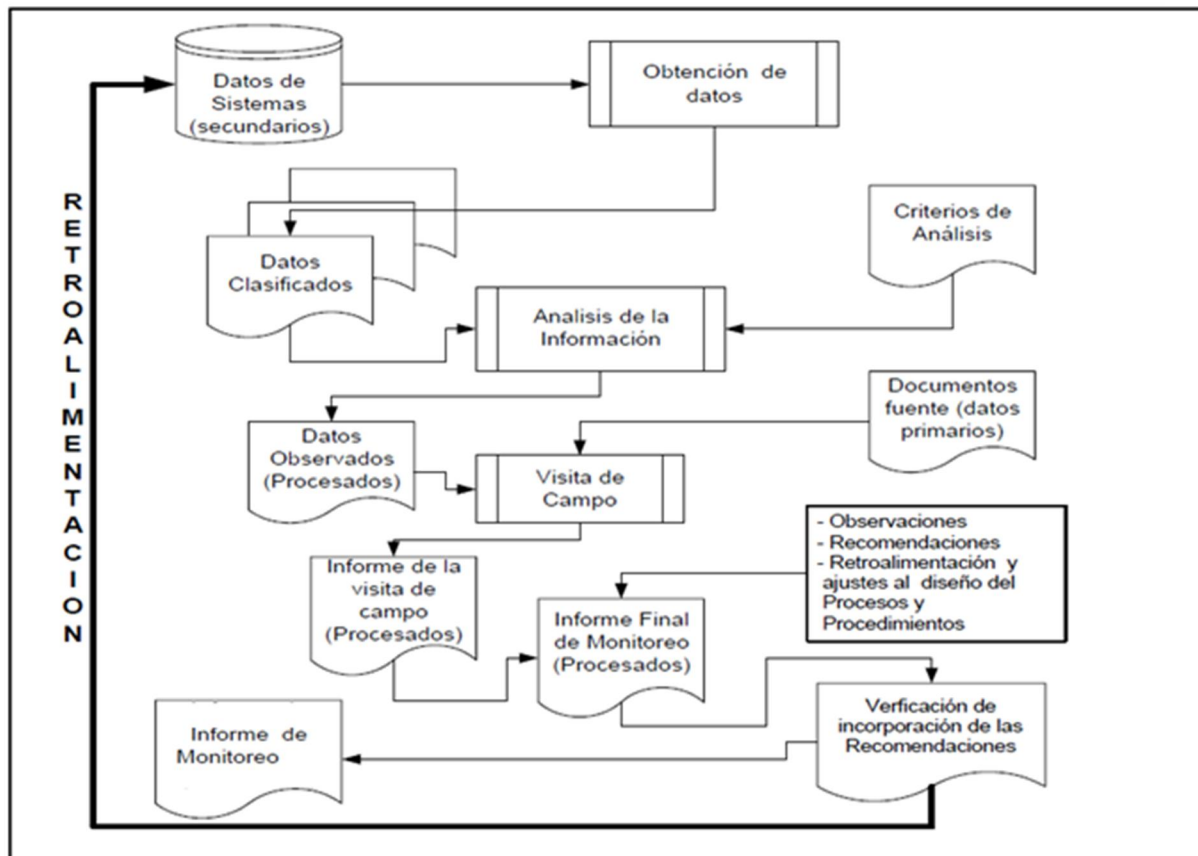 Datos de
Sistemas
(secundarios)
Obtención de
datos
RETROALIMENTACION
Criterios de
Análisis
Datos
Clasificados
Analisis de la
Información
Documentos
fuente (datos
primarios)
Datos
Observados
(Procesados)
Visita de
Campo
- Observaciones
- Recomendaciones
- Retroalimentación y
ajustes al diseño del
Procesos y
Procedimientos
Informe de la
visita de
campo
(Procesados)
Informe Final
de Monitoreo
(Procesados)
Verficación de
incorporación de las
Recomendaciones
Informe de
Monitoreo